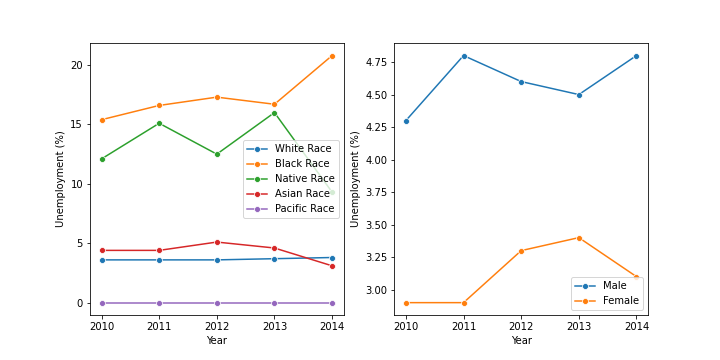 20
15
10
5
0
Unemployment (%)
2010 2011 2012 2013 2014
Year
White Race
Black Race
Native Race
Asian Race
Pacific Race
4.75
4.50
4.25
4.00
3.75
3.50
3.25
3.00
Unemployment (%)
2010 2011 2012 2013 2014
Year
Male
Female